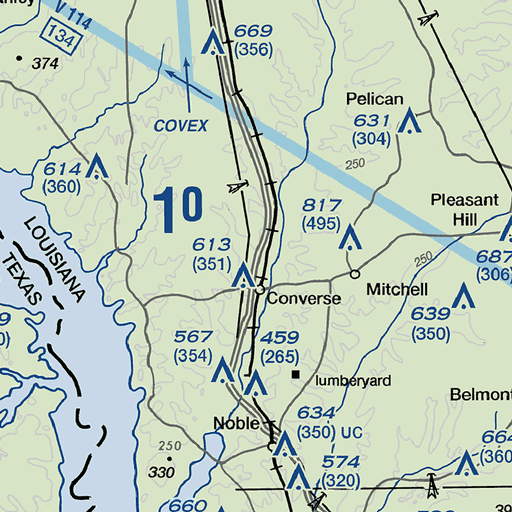 V 114
134
374
669
(356)
COVEX
Pelican
631
(304)
250
614
(360)
10
817
(495)
Pleasant
Hill
LOUISIANA
TEXAS
613
(351)
250
687
(306)
Converse
Mitchell
639
(350)
567
(354)
459
(265)
lumberyard
Belmont
Noble
634
(350) UC
250
330
574
(320)
664
(360
660